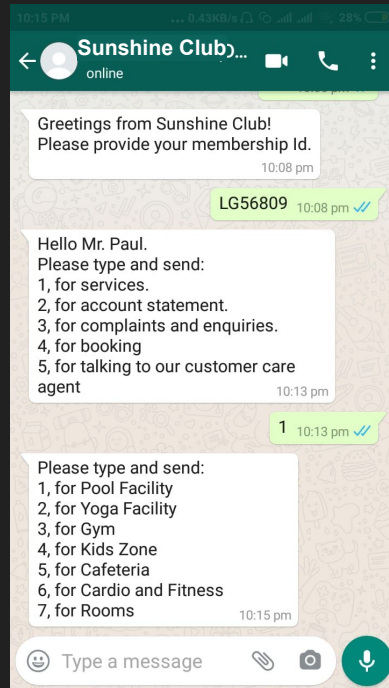 10:15 PM ... 0.43KB/s 28%
Sunshine Club)...
online
Greetings from Sunshine Club!
Please provide your membership Id.
10:08 pm
LG56809 10:08 pm
Hello Mr. Paul.
Please type and send:
1, for services.
2, for account statement.
3, for complaints and enquiries.
4, for booking
5, for talking to our customer care
agent 10:13 pm
1 10:13 pm
Please type and send:
1, for Pool Facility
2, for Yoga Facility
3, for Gym
4, for Kids Zone
5, for Cafeteria
6, for Cardio and Fitness
7, for Rooms 10:15 pm
Type a message